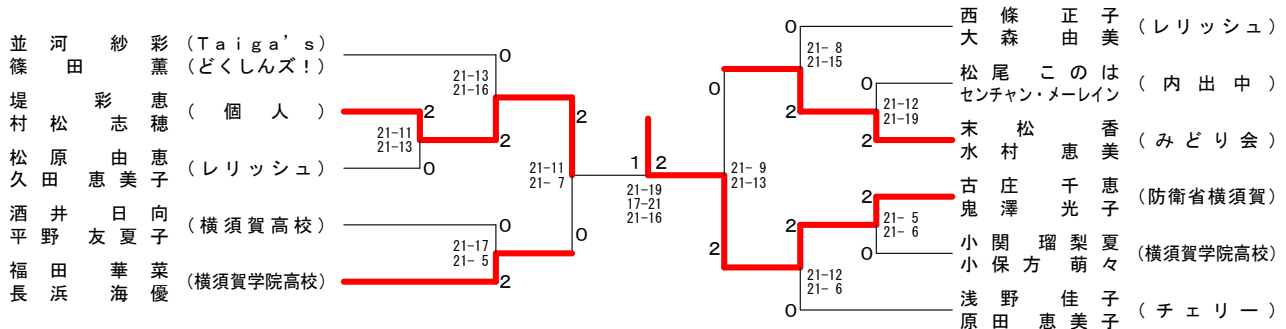 並河 紗彩 (Taiga's)
篠田 薫 (どくしんズ!)
0
21-13
21-16
堤 彩恵
村松 志穂
(個人)
2
2
21-11
21-13
松原 由恵
久田 恵美子
(レリッシュ)
0
2
21-11
21- 7
酒井 日向
平野 友夏子
(横須賀高校)
0
0
21-17
21- 5
福田 華菜
長浜 海優
(横須賀学院高校)
2
1 2
21-19
17-21
21-16
西條 正子
大森 由美
(レリッシュ)
0
21- 8
21-15
松尾 このは
センチャン・メーレイン
(内出中)
0
0
2
21-12
21-19
末松 香
水村 恵美
(みどり会)
2
21- 9
21-13
古庄 千恵
鬼澤 光子
(防衛省横須賀)
2
2
2
21- 5
21- 6
小関 瑠梨夏
小保方 萌々
(横須賀学院高校)
0
21-12
21- 6
浅野 佳子
原田 恵美子
(チェリー)
0